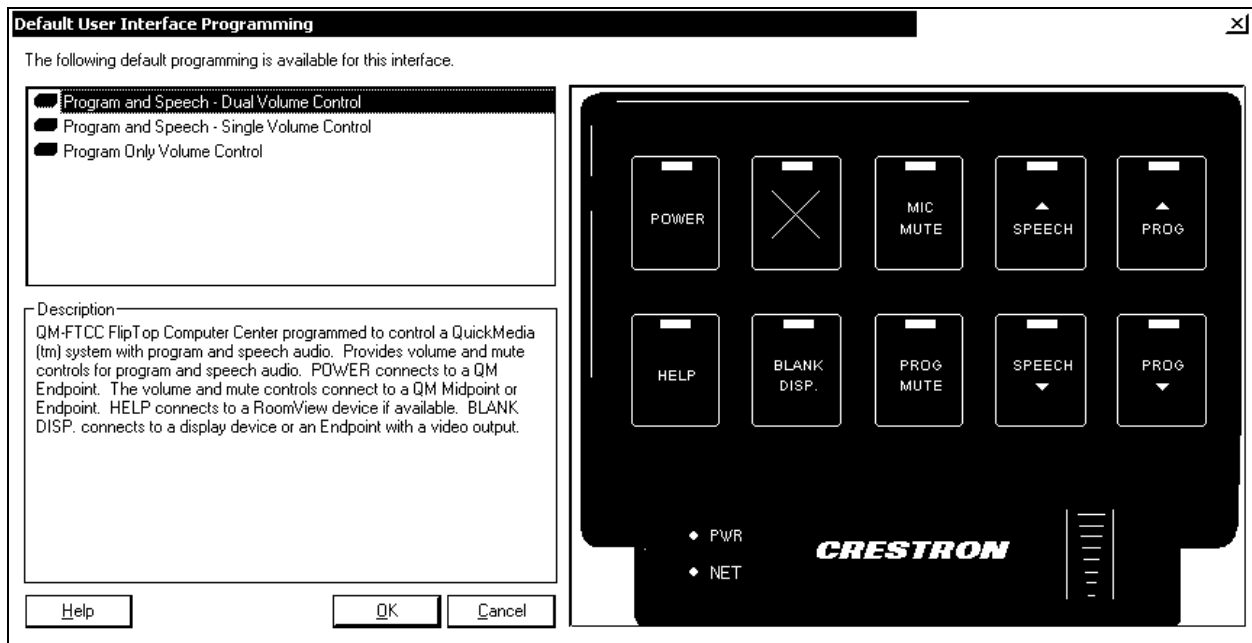 Default User Interface Programming
The following default programming is available for this interface.
Program and Speech - Dual Volume Control
Program and Speech - Single Volume Control
Program Only Volume Control
Description
QM-FTCC FlipTop Computer Center programmed to control a QuickMedia
(tm) system with program and speech audio.  Provides volume and mute
controls for program and speech audio.  POWER connects to a QM
Endpoint.  The volume and mute controls connect to a QM Midpoint or
Endpoint.  HELP connects to a RoomView device if available.  BLANK
DISP. connects to a display device or an Endpoint with a video output.
Help
OK
Cancel
POWER
MIC
MUTE
SPEECH
PROG
HELP
BLANK
DISP.
PROG
MUTE
SPEECH
PROG
PWR
NET
CRESTRON